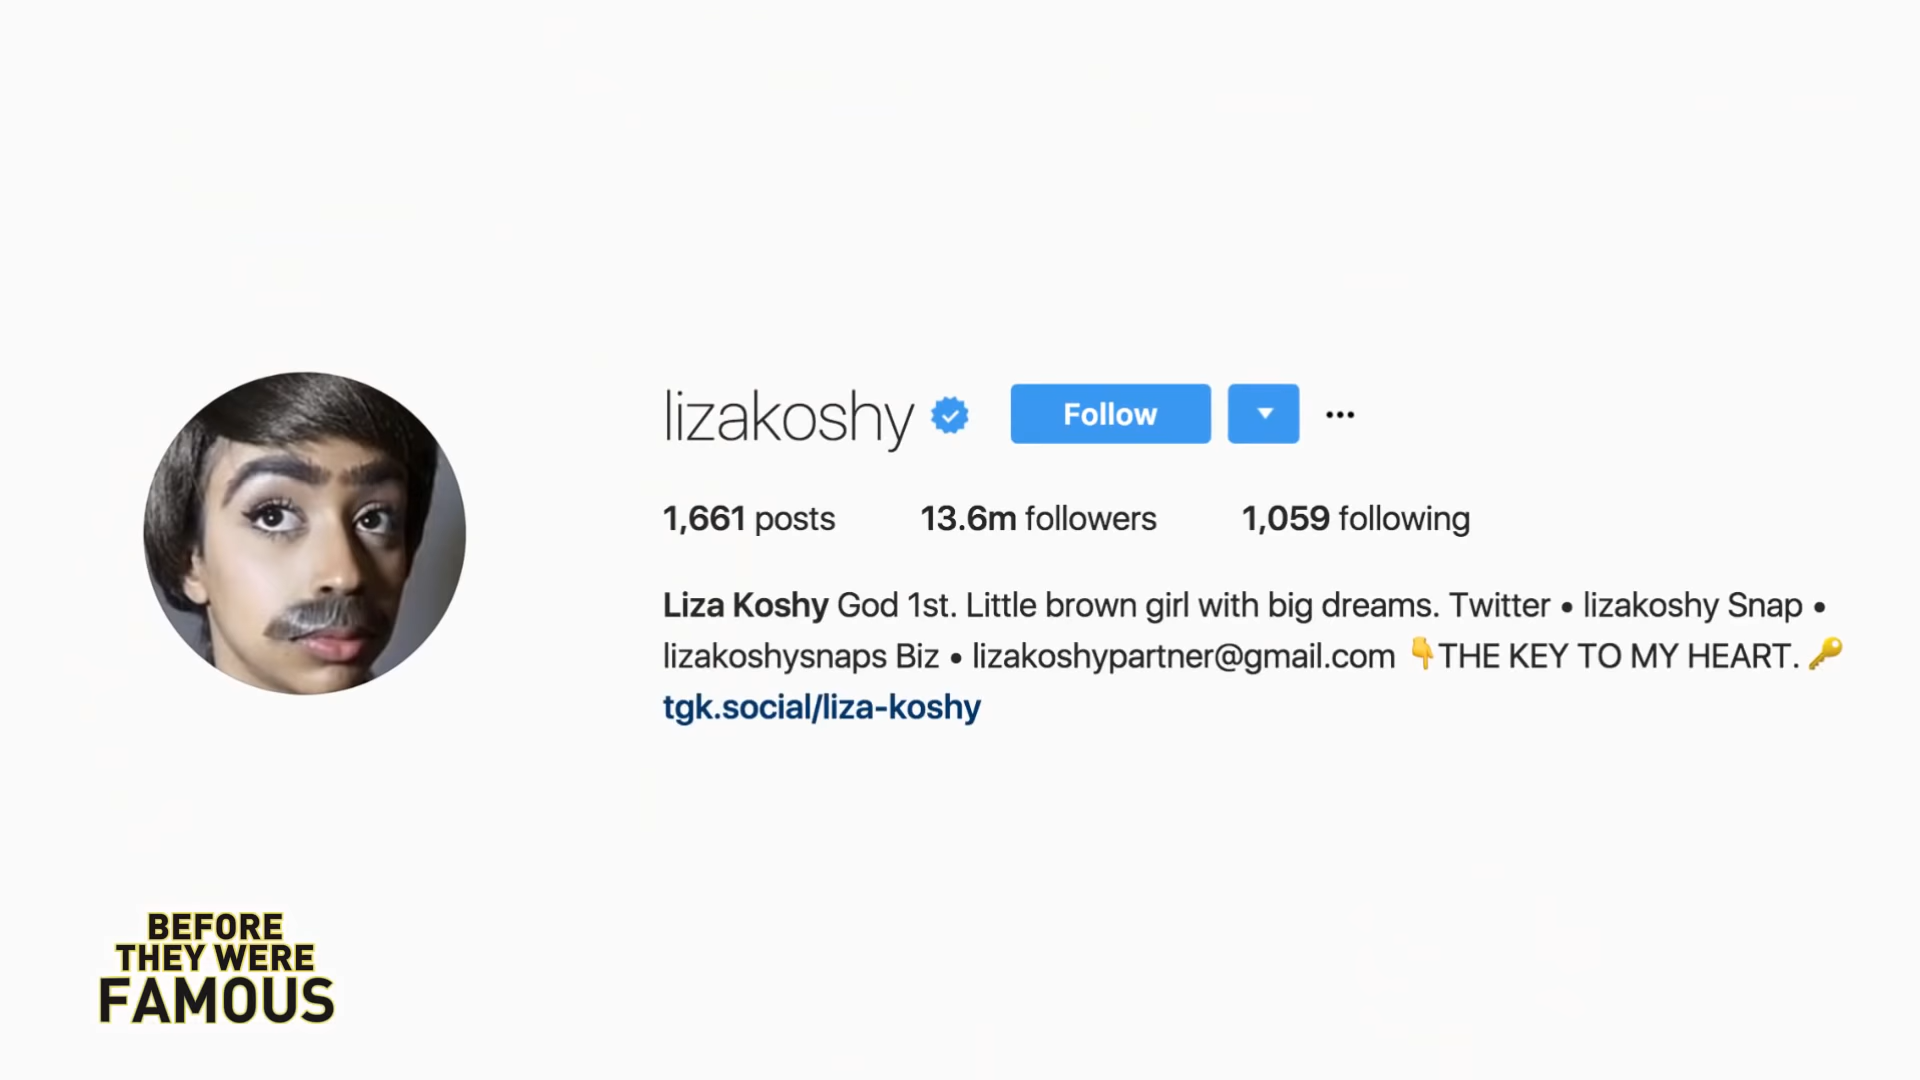 lizakoshy Follow
1,661 posts 13.6m followers 1,059 following
Liza Koshy God 1st. Little brown girl with big dreams. Twitter • lizakoshy Snap •
lizakoshysnaps Biz • lizakoshypartner@gmail.com 👇THE KEY TO MY HEART. 🔑
tgk.social/liza-koshy
BEFORE
THEY WERE
FAMOUS